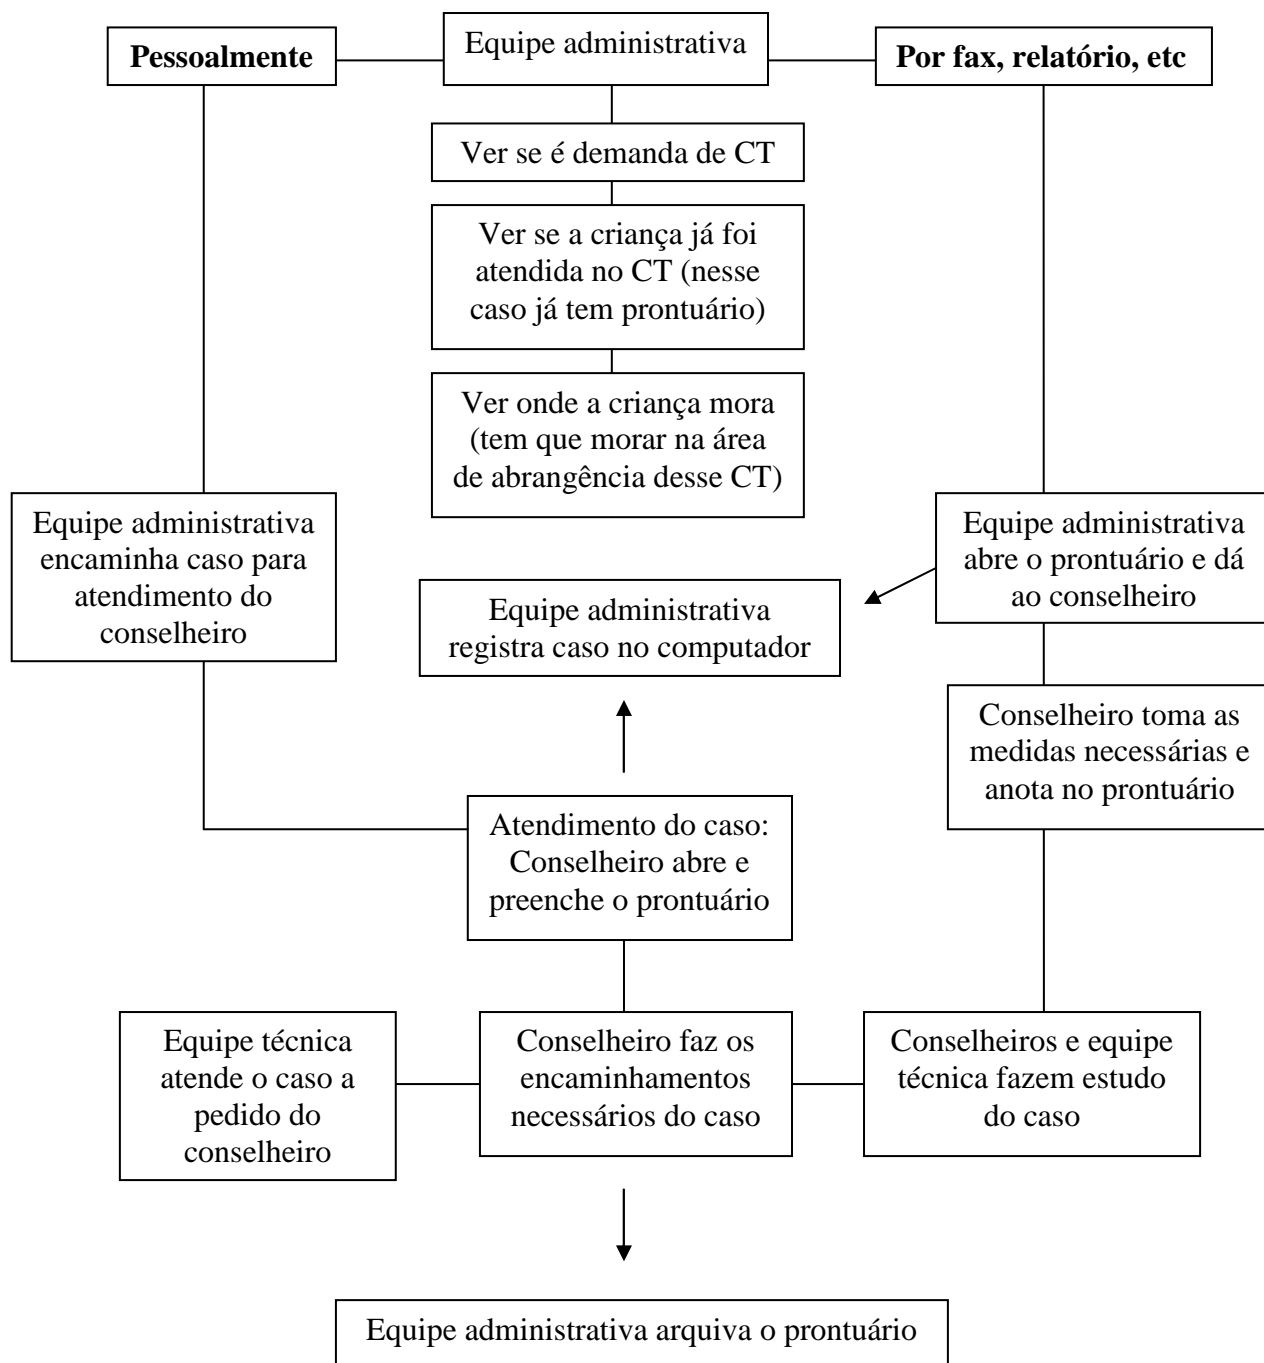 Pessoalmente
Equipe administrativa
Por fax, relatório, etc
Ver se é demanda de CT
Ver se a criança já foi
atendida no CT (nesse
caso já tem prontuário)
Ver onde a criança mora
(tem que morar na área
de abrangência desse CT)
Equipe administrativa
encaminha caso para
atendimento do
conselheiro
Equipe administrativa
abre o prontuário e dá
ao conselheiro
Equipe administrativa
registra caso no computador
Conselheiro toma as
medidas necessárias e
anota no prontuário
Atendimento do caso:
Conselheiro abre e
preenche o prontuário
Equipe técnica
atende o caso a
pedido do
conselheiro
Conselheiro faz os
encaminhamentos
necessários do caso
Conselheiros e equipe
técnica fazem estudo
do caso
Equipe administrativa arquiva o prontuário